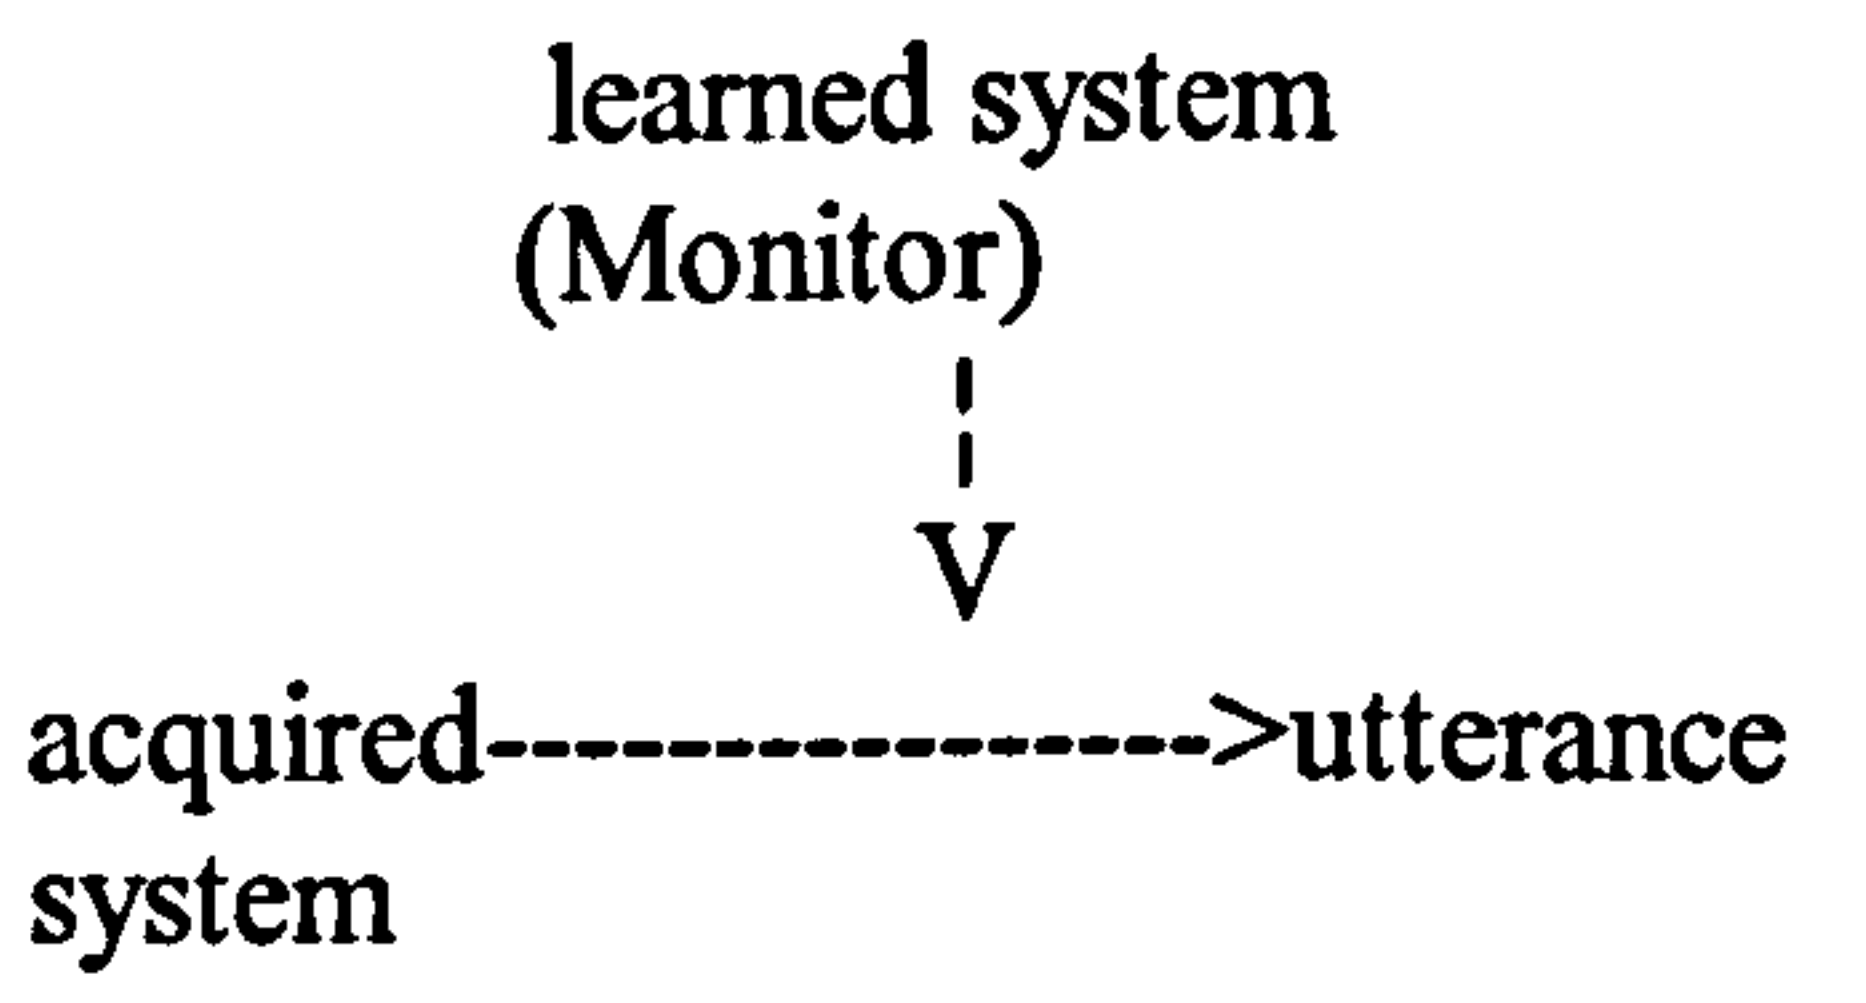 learned system
(Monitor)
V
acquired----------------->utterance
system